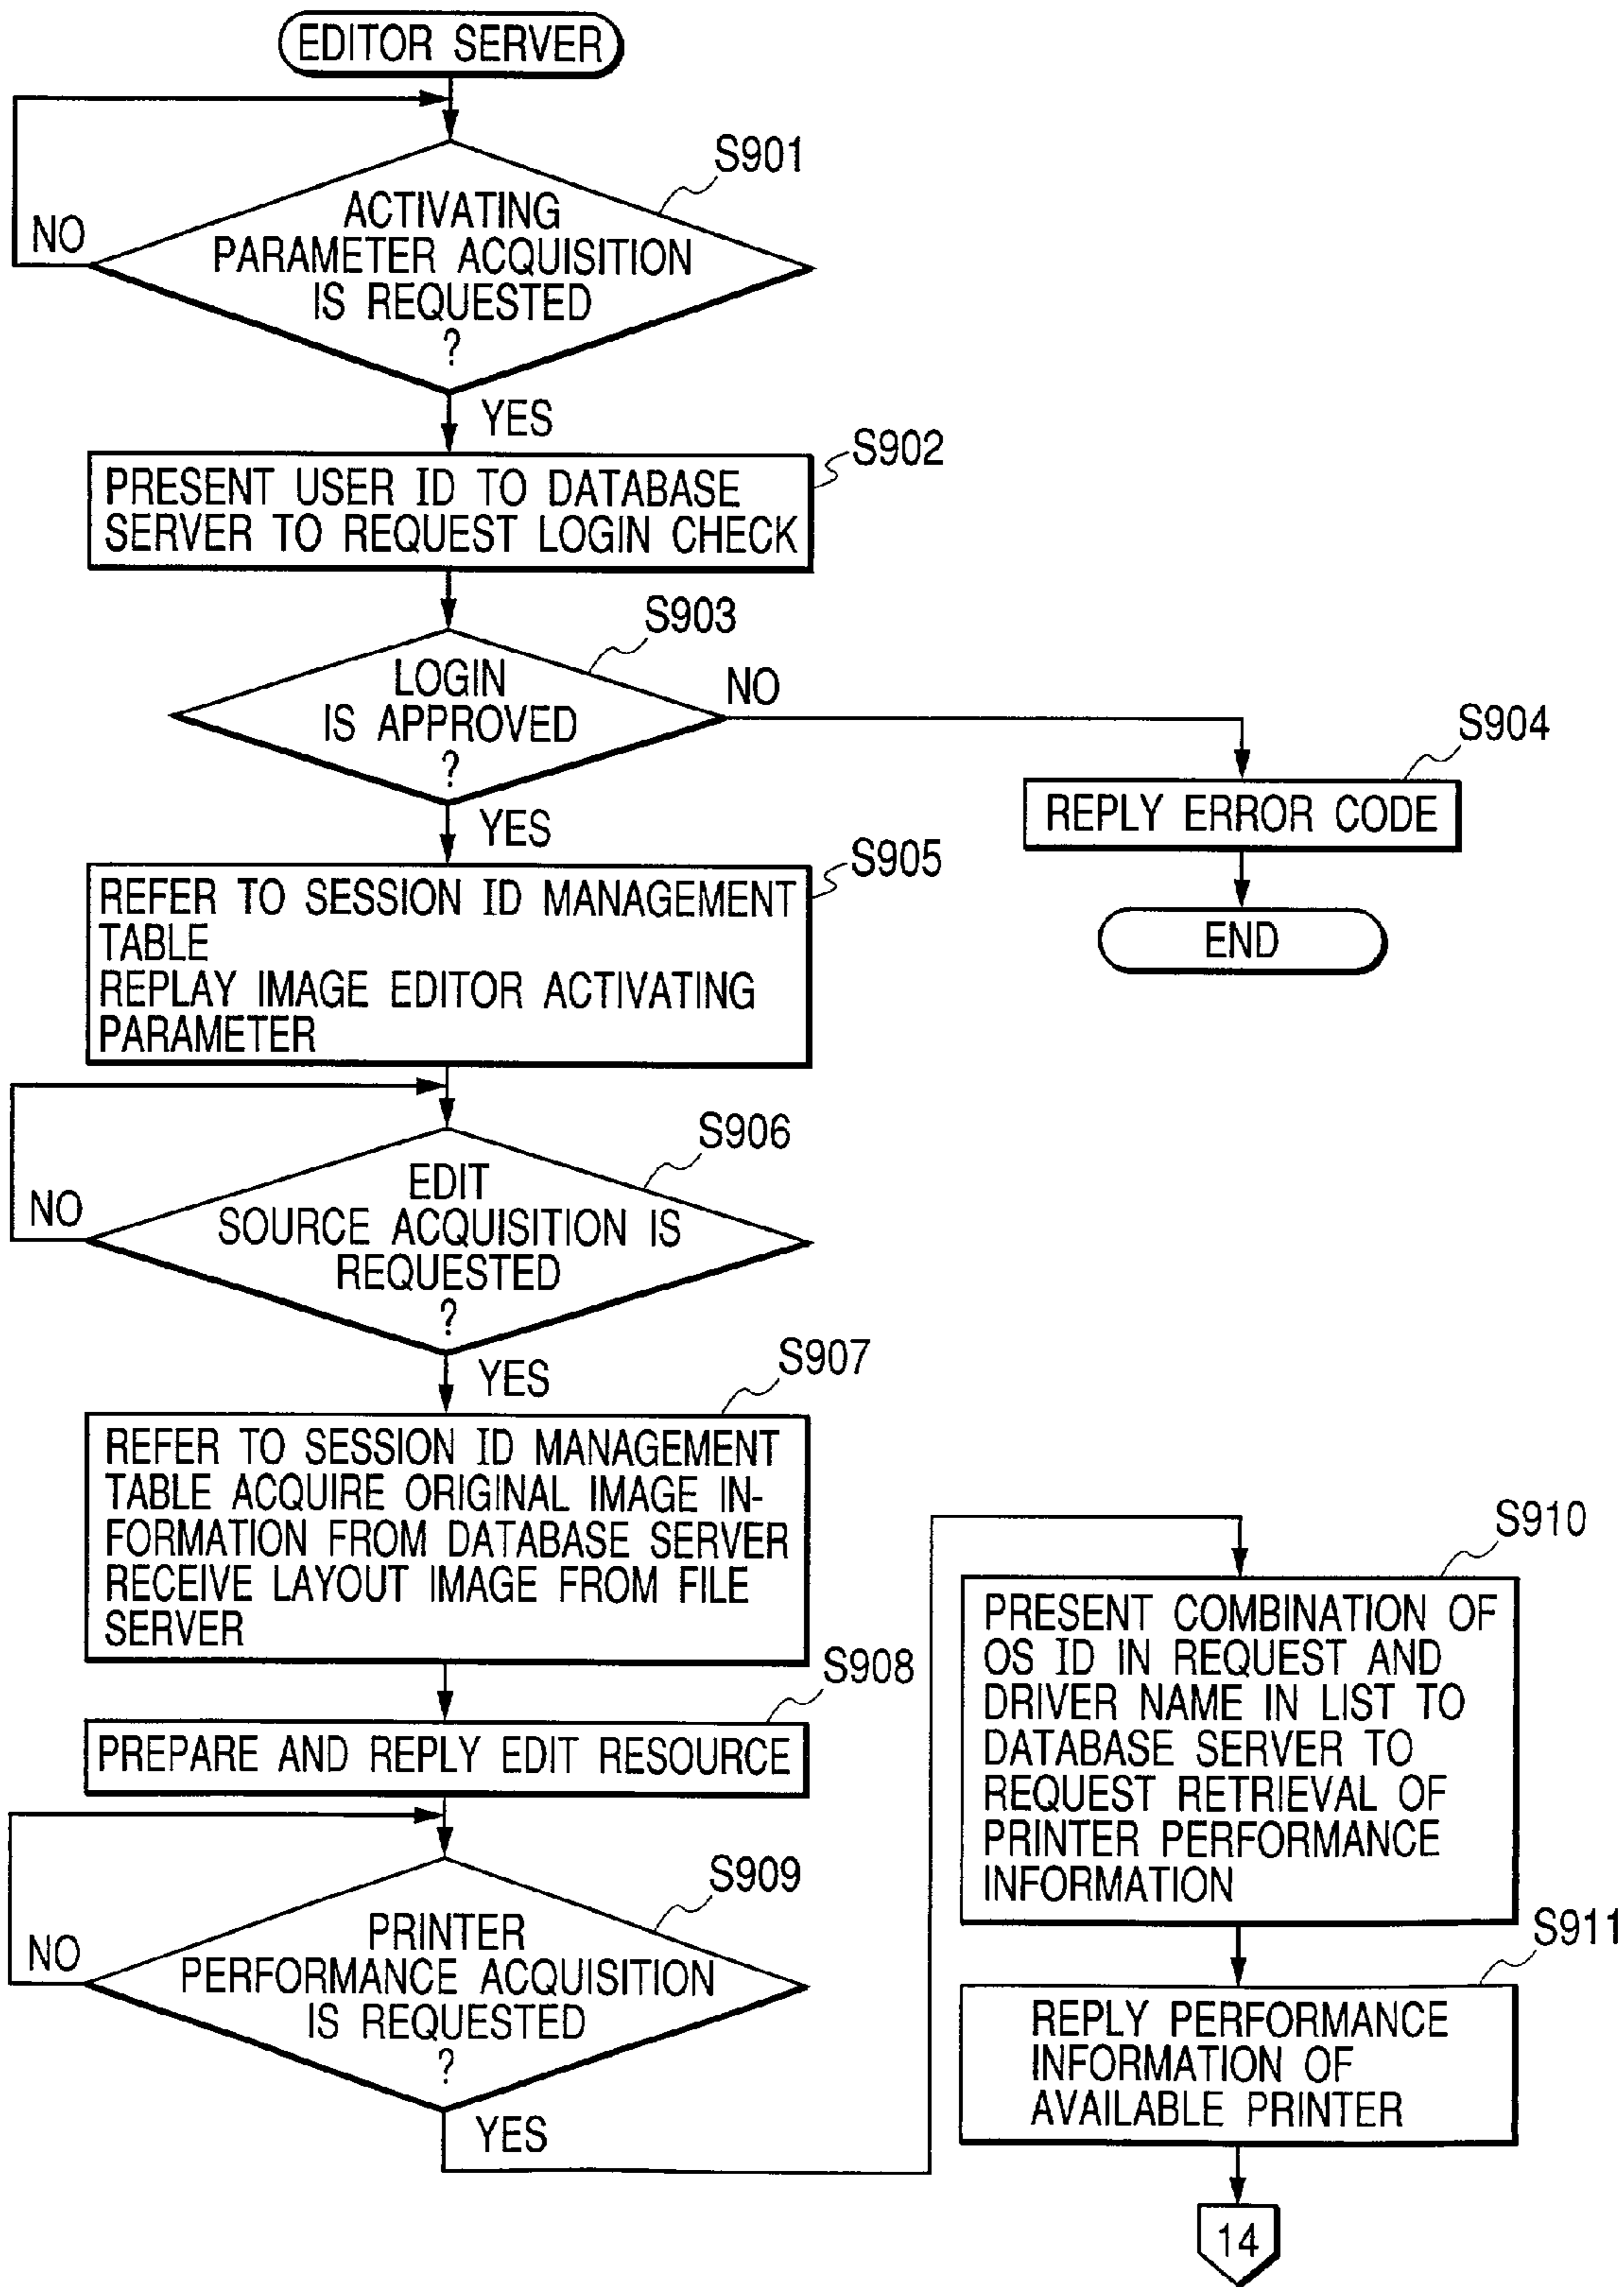 EDITOR SERVER
S901
ACTIVATING
PARAMETER ACQUISITION
IS REQUESTED
?
NO
YES
S902
PRESENT USER ID TO DATABASE
SERVER TO REQUEST LOGIN CHECK
S903
LOGIN
IS APPROVED
?
NO
YES
S904
REPLY ERROR CODE
END
S905
REFER TO SESSION ID MANAGEMENT
TABLE
REPLAY IMAGE EDITOR ACTIVATING
PARAMETER
S906
EDIT
SOURCE ACQUISITION IS
REQUESTED
?
NO
YES
S907
REFER TO SESSION ID MANAGEMENT
TABLE ACQUIRE ORIGINAL IMAGE IN-
FORMATION FROM DATABASE SERVER
RECEIVE LAYOUT IMAGE FROM FILE
SERVER
S908
PREPARE AND REPLY EDIT RESOURCE
S909
PRINTER
PERFORMANCE ACQUISITION
IS REQUESTED
?
NO
YES
S910
PRESENT COMBINATION OF
OS ID IN REQUEST AND
DRIVER NAME IN LIST TO
DATABASE SERVER TO
REQUEST RETRIEVAL OF
PRINTER PERFORMANCE
INFORMATION
S911
REPLY PERFORMANCE
INFORMATION OF
AVAILABLE PRINTER
14